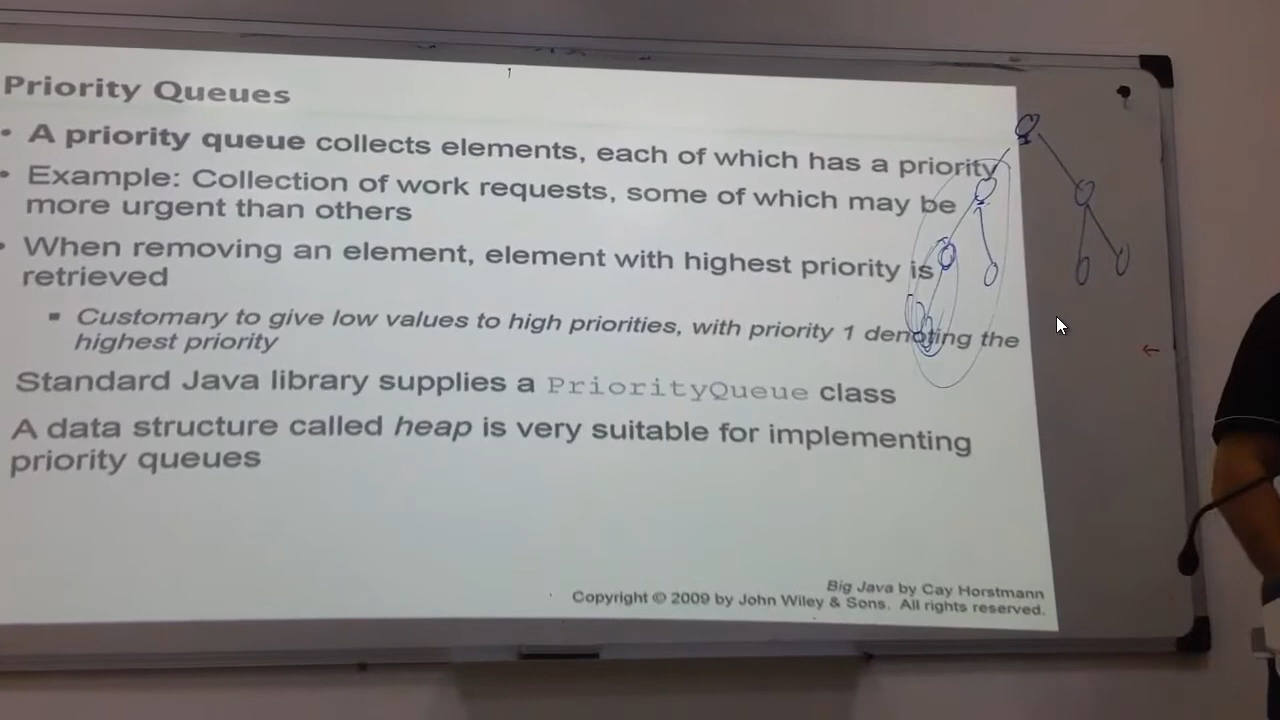 Priority Queues
• A priority queue collects elements, each of which has a priority
• Example: Collection of work requests, some of which may be
more urgent than others
• When removing an element, element with highest priority is
retrieved
▪ Customary to give low values to high priorities, with priority 1 denoting the
highest priority
Standard Java library supplies a PriorityQueue class
A data structure called heap is very suitable for implementing
priority queues
Big Java by Cay Horstmann
Copyright © 2009 by John Wiley & Sons. All rights reserved.